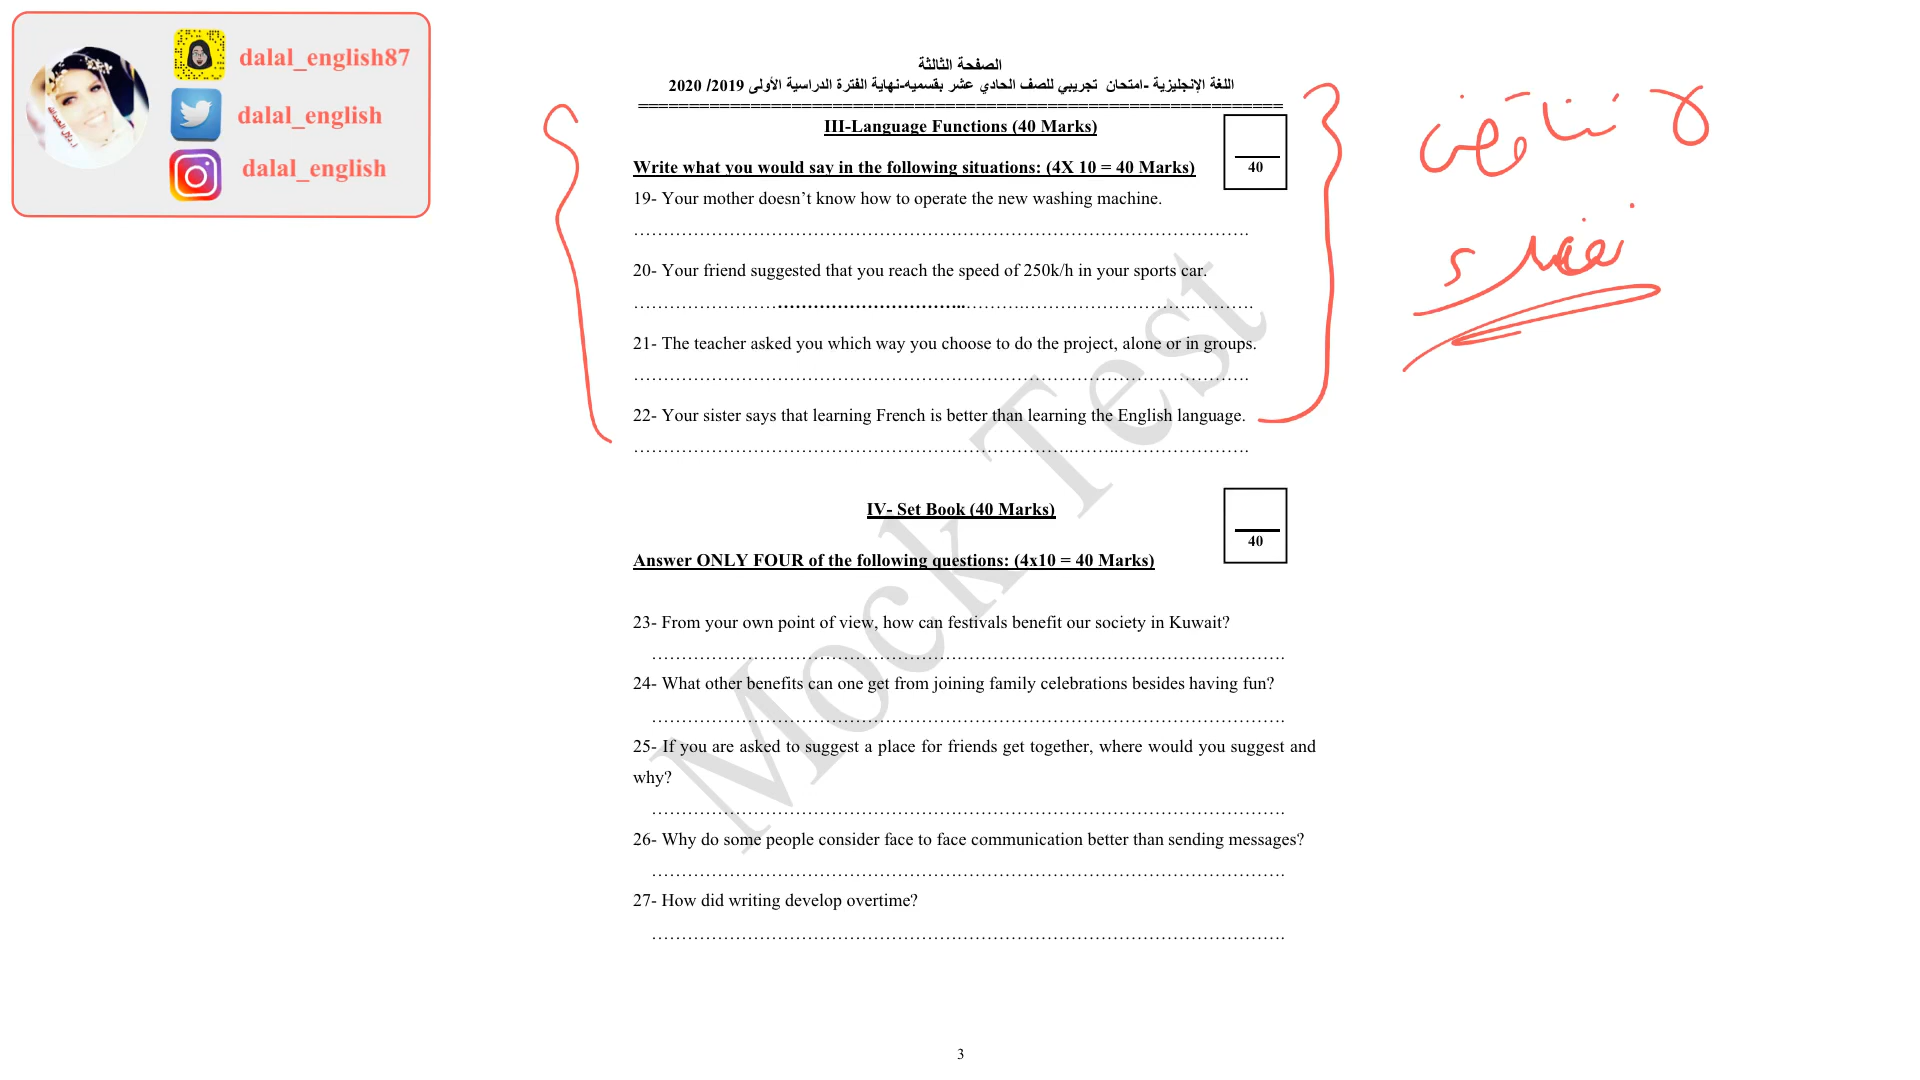 dalal_english87
dalal_english
dalal_english
الصفحة الثالثة
اللغة الإنجليزية -امتحان تجريبي للصف الحادي عشر بقسميه-نهاية الفترة الدراسية الأولى 2019/ 2020
III-Language Functions (40 Marks)
Write what you would say in the following situations: (4X 10 = 40 Marks)
40
19- Your mother doesn’t know how to operate the new washing machine.
20- Your friend suggested that you reach the speed of 250k/h in your sports car.
21- The teacher asked you which way you choose to do the project, alone or in groups.
22- Your sister says that learning French is better than learning the English language.
لا تناقض
IV- Set Book (40 Marks)
40
Answer ONLY FOUR of the following questions: (4x10 = 40 Marks)
23- From your own point of view, how can festivals benefit our society in Kuwait?
24- What other benefits can one get from joining family celebrations besides having fun?
25- If you are asked to suggest a place for friends get together, where would you suggest and
why?
26- Why do some people consider face to face communication better than sending messages?
27- How did writing develop overtime?
Mock Test
3